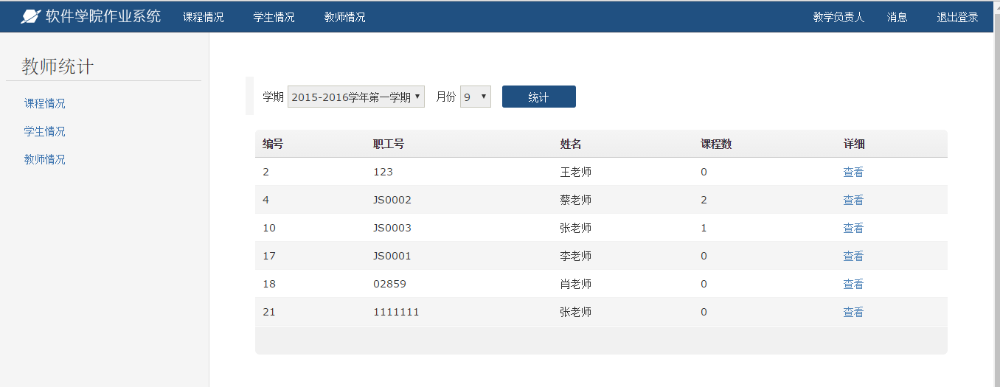 软件学院作业系统 课程情况 学生情况 教师情况 教学负责人 消息 退出登录
教师统计
课程情况
学生情况
教师情况
学期 2015-2016学年第一学期 月份 9 统计
编号 职工号 姓名 课程数 详细
2 123 王老师 0 查看
4 JS0002 蔡老师 2 查看
10 JS0003 张老师 1 查看
17 JS0001 李老师 0 查看
18 02859 肖老师 0 查看
21 1111111 张老师 0 查看